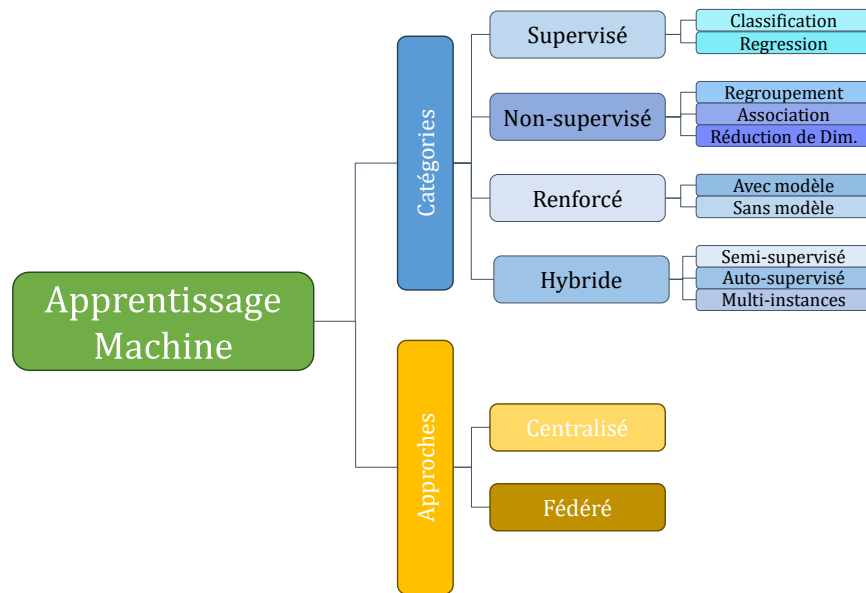 Apprentissage
Machine
Catégories
Supervisé
Classification
Regression
Non-supervisé
Regroupement
Association
Réduction de Dim.
Renforcé
Avec modèle
Sans modèle
Hybride
Semi-supervisé
Auto-supervisé
Multi-instances
Approches
Centralisé
Fédéré